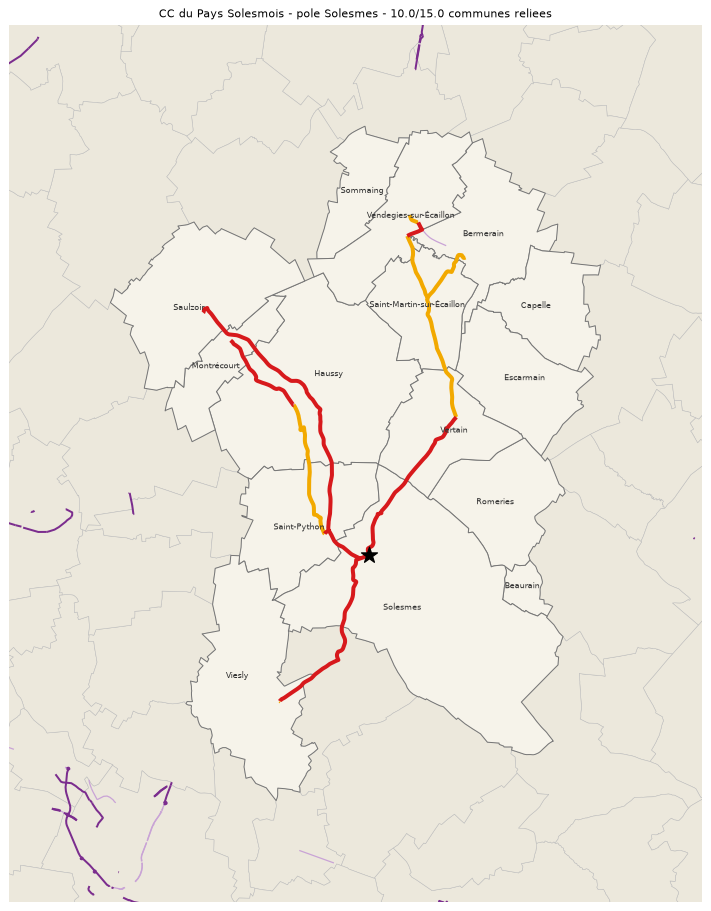 CC du Pays Solesmois - pole Solesmes - 10.0/15.0 communes reliees
Sommaing
Vendegies-sur-Écaillon
Bermerain
Saulzoir
Saint-Martin-sur-Écaillon
Capelle
Montrécourt
Haussy
Escarmain
Vertain
Romeries
Saint-Python
Beaurain
Solesmes
Viesly